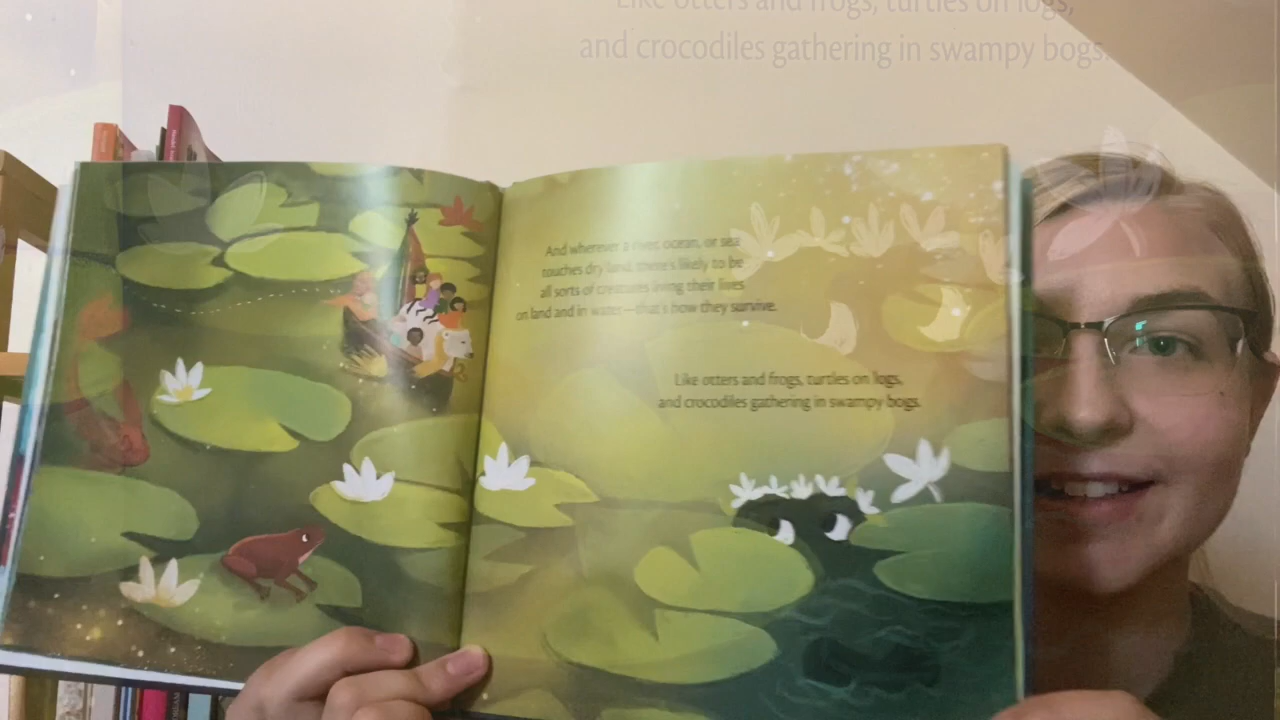 Like otters and frogs, turtles on logs,
and crocodiles gathering in swampy bogs.
And wherever a river, ocean, or sea
touches dry land, there's likely to be
all sorts of creatures living their lives
on land and in water—that's how they survive.
Like otters and frogs, turtles on logs,
and crocodiles gathering in swampy bogs.